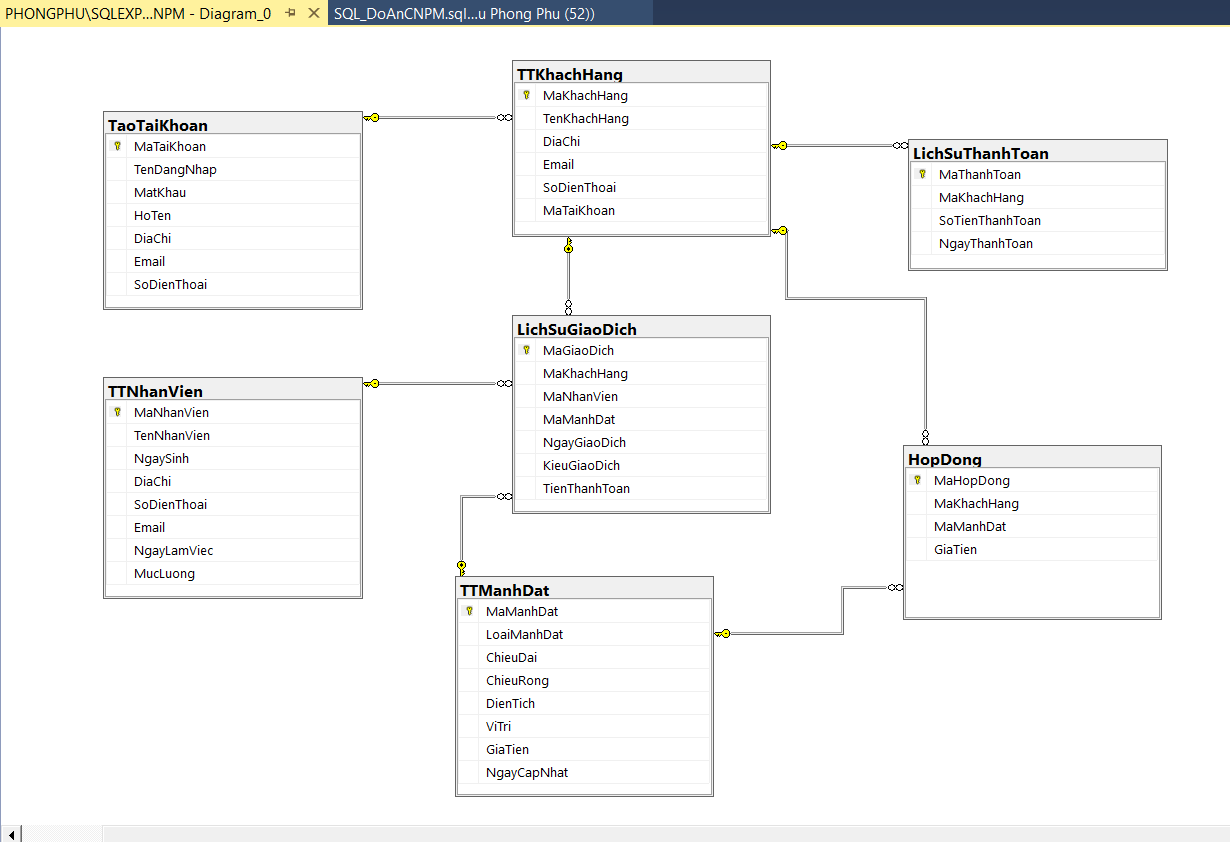 PHONGPHU\SQLEXP...NPM - Diagram_0
SQL_DoAnCNPM.sql...u Phong Phu (52))
TTKhachHang
MaKhachHang
TenKhachHang
DiaChi
Email
SoDienThoai
MaTaiKhoan
TaoTaiKhoan
MaTaiKhoan
TenDangNhap
MatKhau
HoTen
DiaChi
Email
SoDienThoai
LichSuThanhToan
MaThanhToan
MaKhachHang
SoTienThanhToan
NgayThanhToan
LichSuGiaoDich
MaGiaoDich
MaKhachHang
MaNhanVien
MaManhDat
NgayGiaoDich
KieuGiaoDich
TienThanhToan
TTNhanVien
MaNhanVien
TenNhanVien
NgaySinh
DiaChi
SoDienThoai
Email
NgayLamViec
MucLuong
HopDong
MaHopDong
MaKhachHang
MaManhDat
GiaTien
TTManhDat
MaManhDat
LoaiManhDat
ChieuDai
ChieuRong
DienTich
ViTri
GiaTien
NgayCapNhat